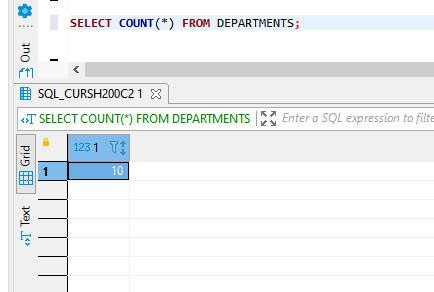 SELECT COUNT(*) FROM DEPARTMENTS;
Out
SQL_CURSH200C2 1
SELECT COUNT(*) FROM DEPARTMENTS
Enter a SQL expression to filte
Grid
123 1
1
10
Text